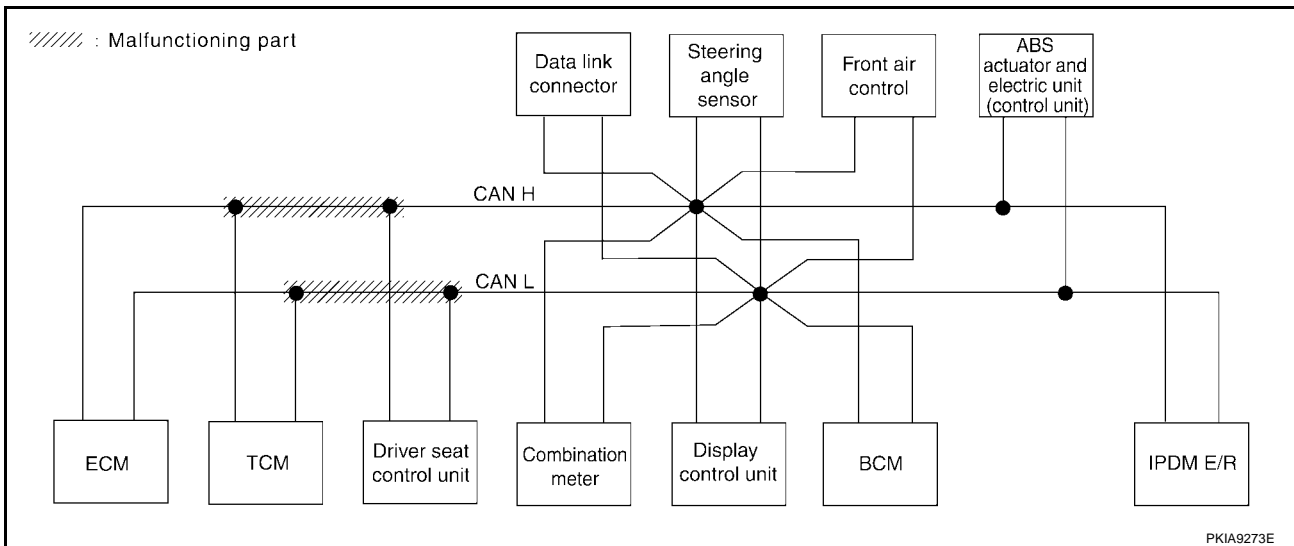 : Malfunctioning part
Data link
connector
Steering
angle
sensor
Front air
control
ABS
actuator and
electric unit
(control unit)
CAN H
CAN L
ECM
TCM
Driver seat
control unit
Combination
meter
Display
control unit
BCM
IPDM E/R
PKIA9273E